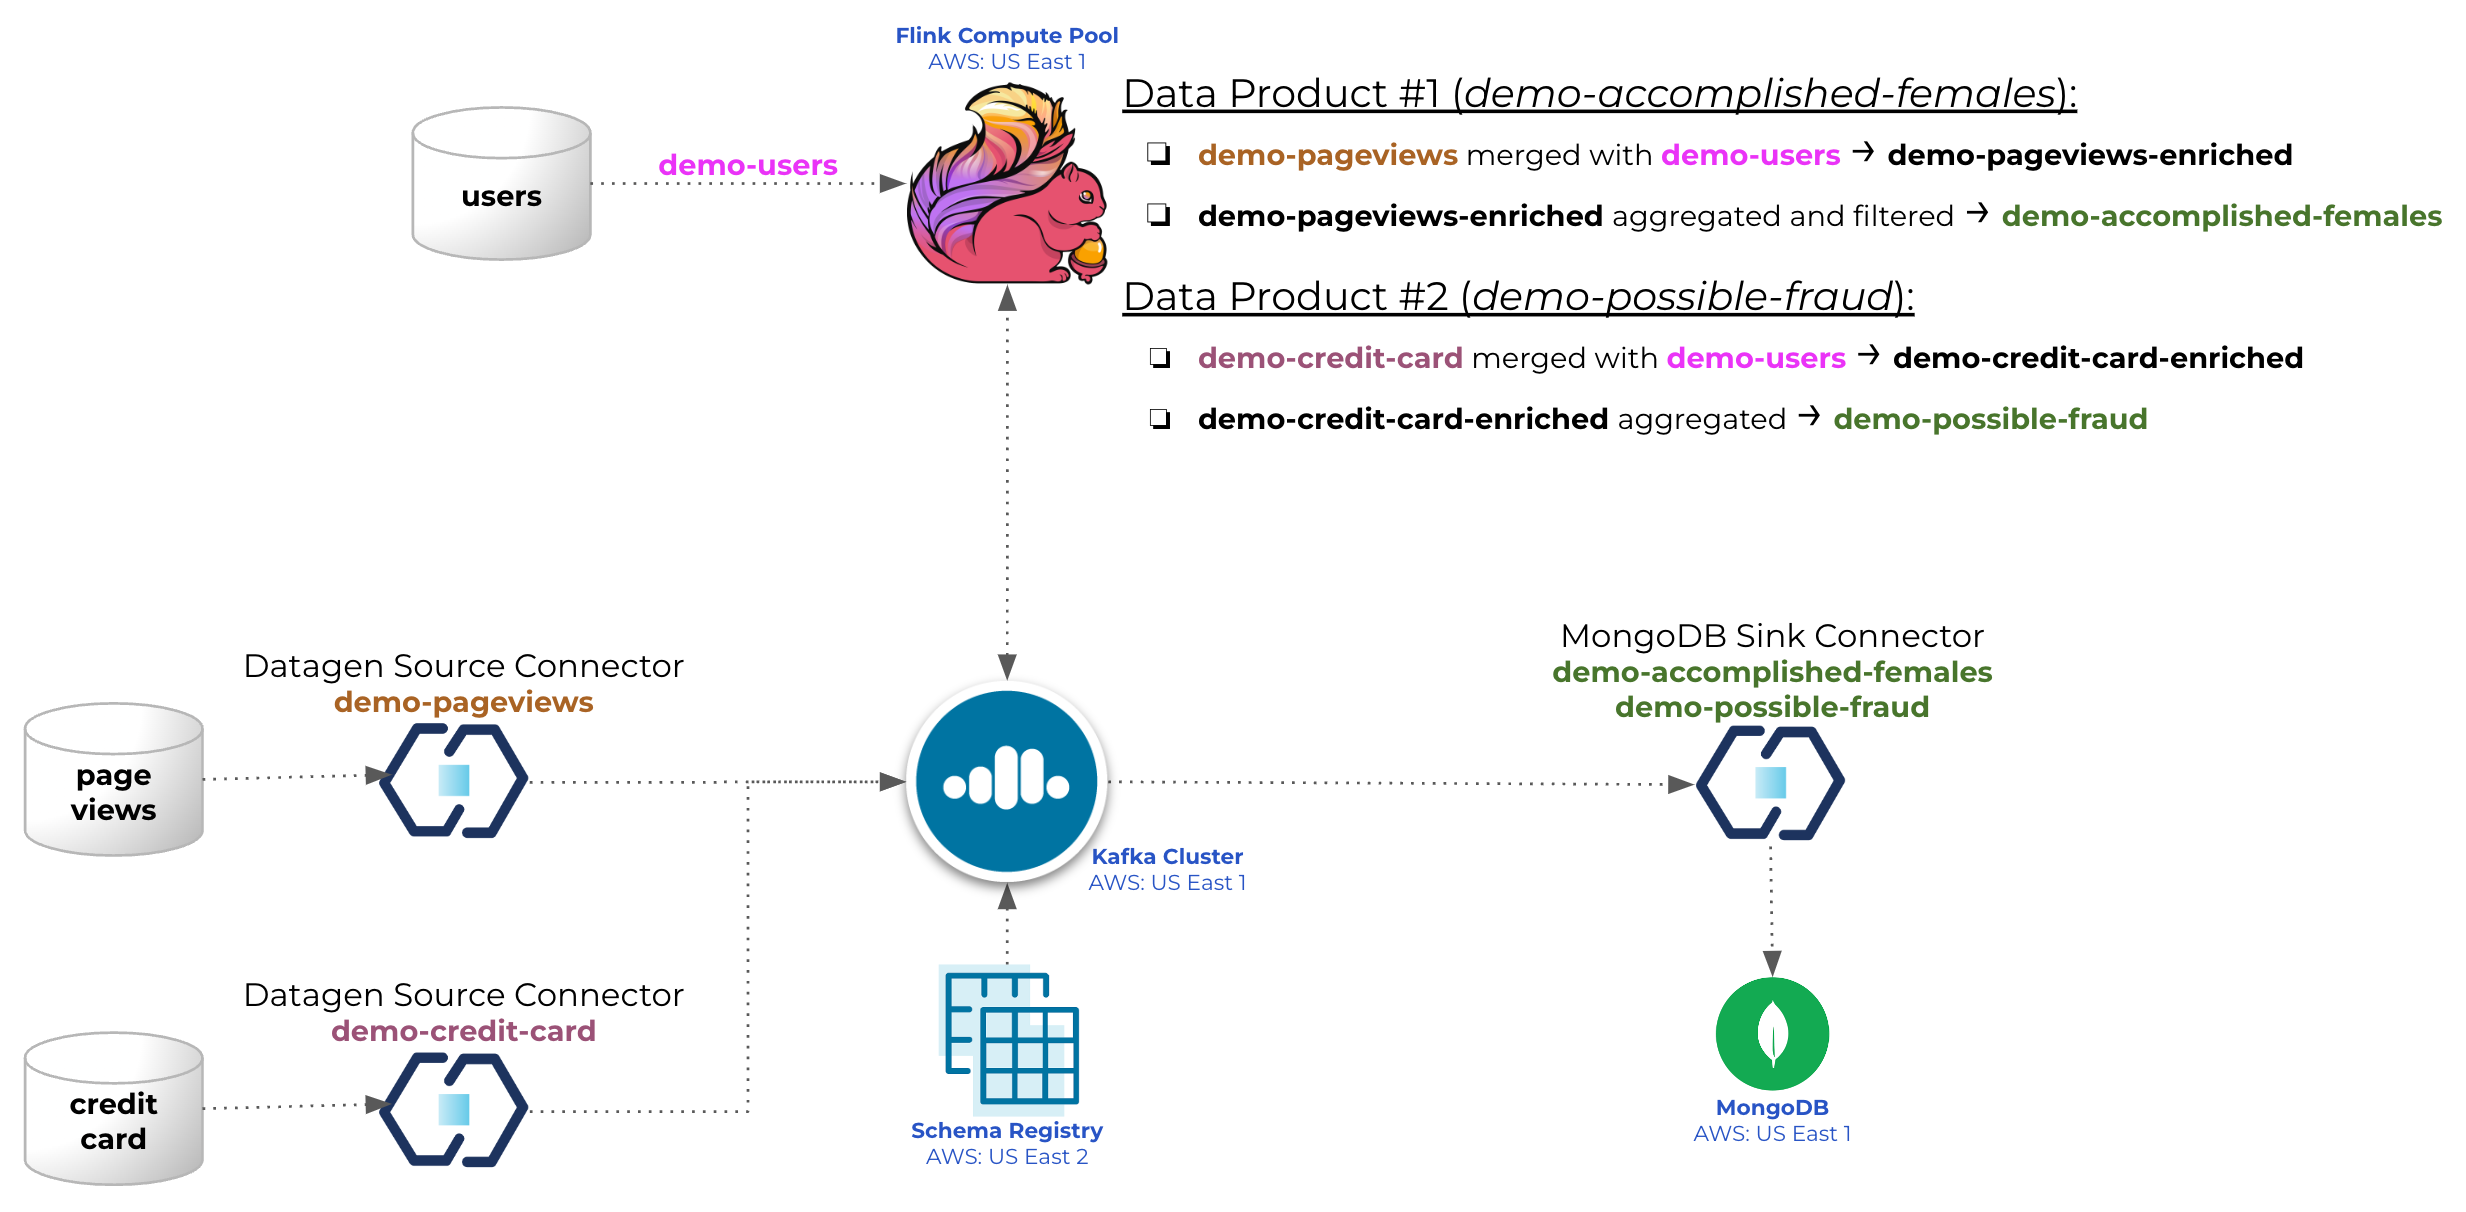 Flink Compute Pool
AWS: US East 1
users
demo-users
Data Product #1 (demo-accomplished-females):
❏ demo-pageviews merged with demo-users → demo-pageviews-enriched
❏ demo-pageviews-enriched aggregated and filtered → demo-accomplished-females
Data Product #2 (demo-possible-fraud):
❏ demo-credit-card merged with demo-users → demo-credit-card-enriched
❏ demo-credit-card-enriched aggregated → demo-possible-fraud
Datagen Source Connector
demo-pageviews
page
views
MongoDB Sink Connector
demo-accomplished-females
demo-possible-fraud
Kafka Cluster
AWS: US East 1
Datagen Source Connector
demo-credit-card
credit
card
Schema Registry
AWS: US East 2
MongoDB
AWS: US East 1